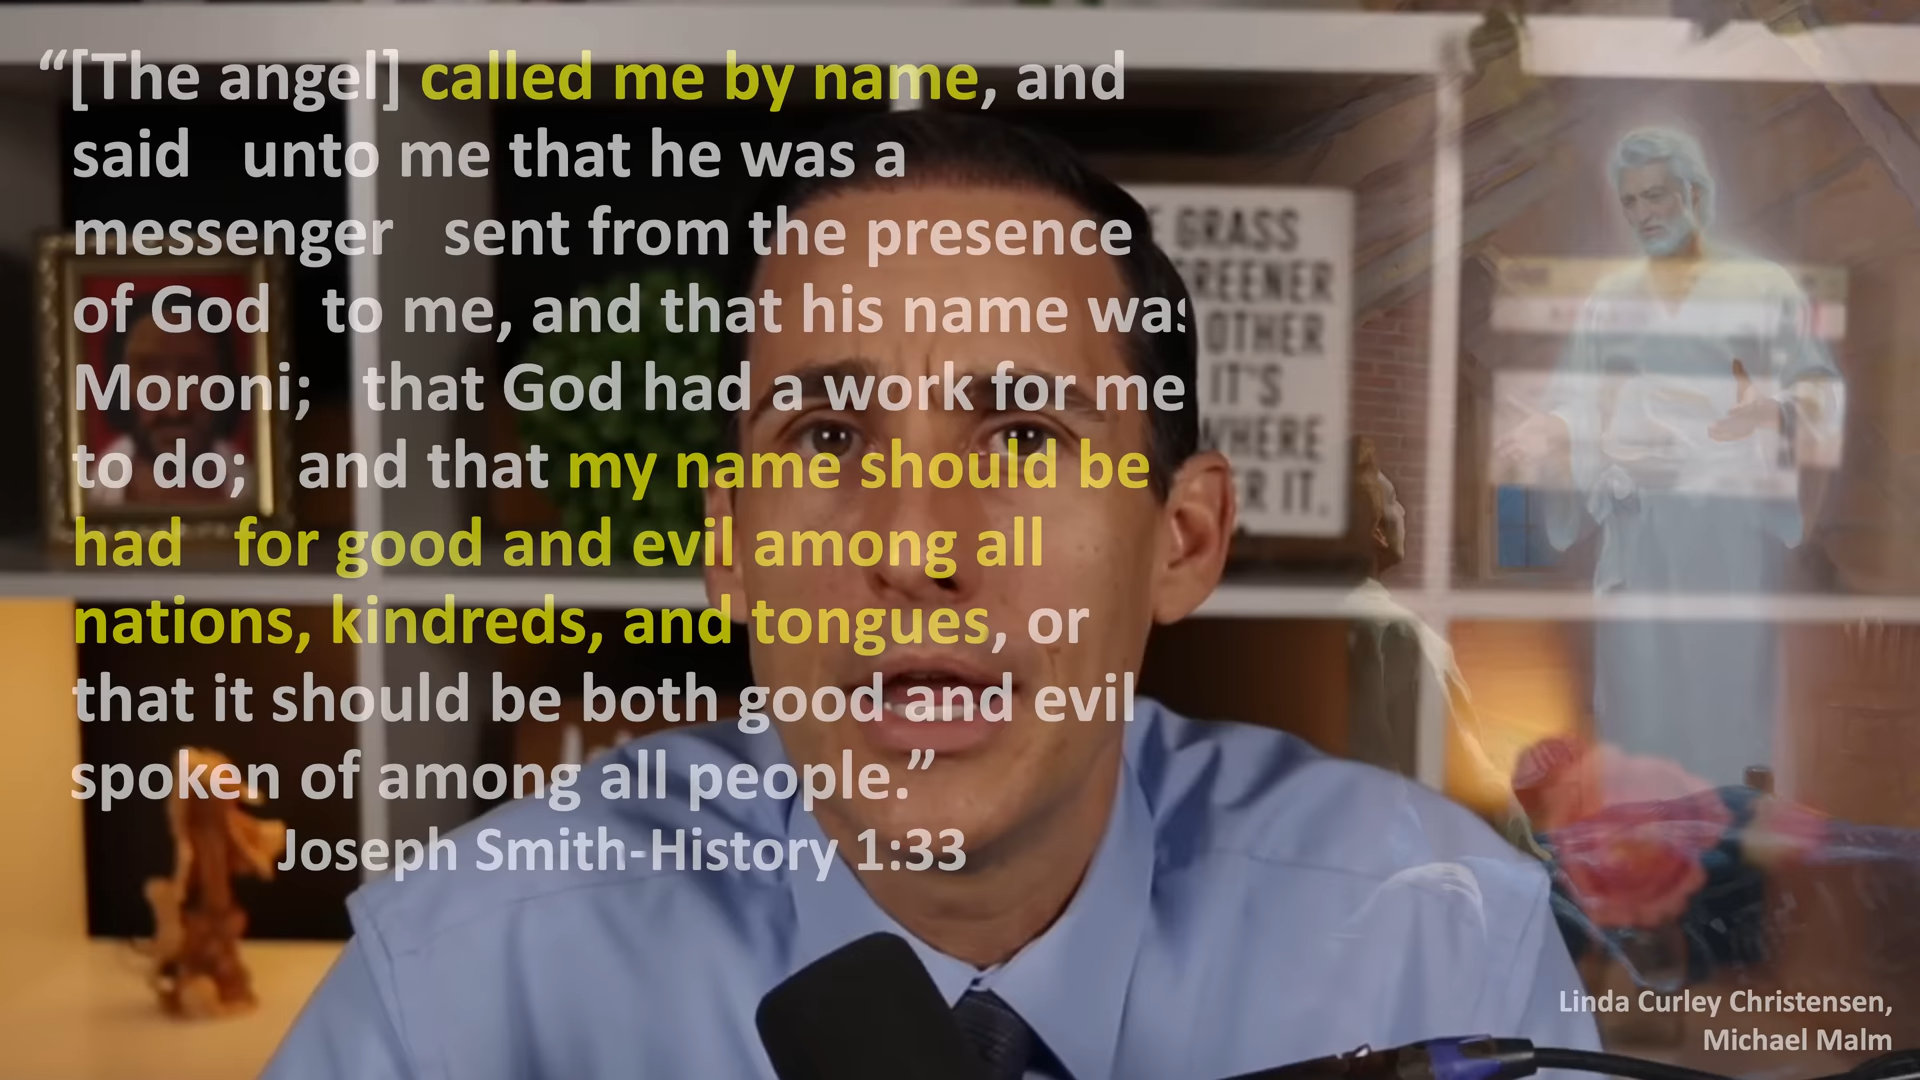 “[The angel] called me by name, and
said unto me that he was a
messenger sent from the presence
of God to me, and that his name was
Moroni; that God had a work for me
to do; and that my name should be
had for good and evil among all
nations, kindreds, and tongues, or
that it should be both good and evil
spoken of among all people.”
Joseph Smith-History 1:33
GRASS
GREENER
OTHER
IT'S
WHERE
IT.
Linda Curley Christensen,
Michael Malm